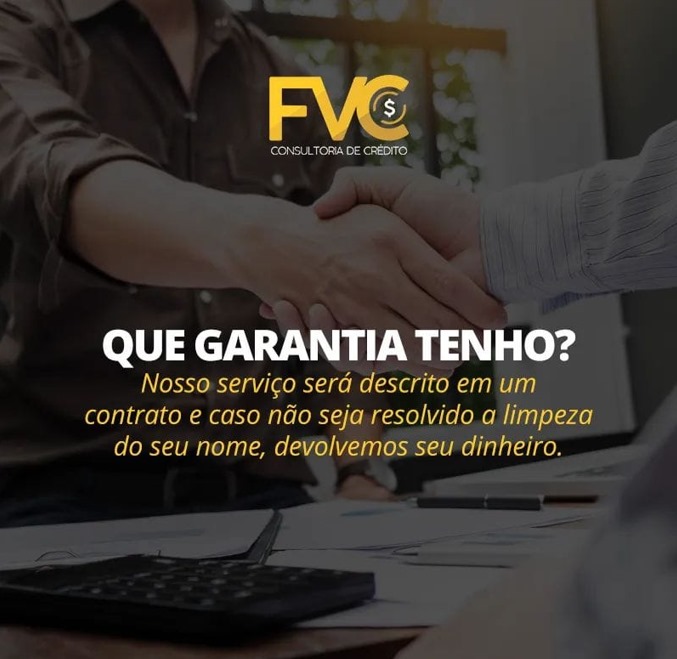 FVC
$
CONSULTORIA DE CRÉDITO
QUE GARANTIA TENHO?
Nosso serviço será descrito em um
contrato e caso não seja resolvido a limpeza
do seu nome, devolvemos seu dinheiro.